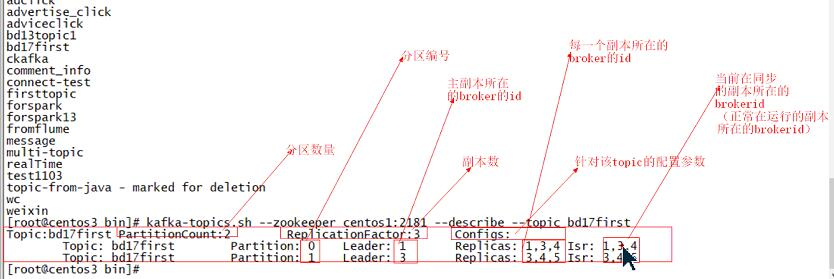 adclick
advertise_click
adviceclick
bd13topic1
bd17first
ckafka
comment_info
connect-test
firsttopic
forspark
forspark13
fromflume
message
multi-topic
realTime
test1103
topic-from-java - marked for deletion
wc
weixin
分区编号
每一个副本所在的
broker的id
主副本所在
的broker的id
当前在同步
的副本所在的
brokerid
(正常在运行的副本
所在的brokerid)
分区数量
副本数
针对该topic的配置参数
[root@centos3 bin]# kafka-topics.sh --zookeeper centos1:2181 --describe --topic bd17first
Topic:bd17first PartitionCount:2 ReplicationFactor:3 Configs:
Topic: bd17first Partition: 0 Leader: 1 Replicas: 1,3,4 Isr: 1,3,4
Topic: bd17first Partition: 1 Leader: 3 Replicas: 3,4,5 Isr: 3,4,5
[root@centos3 bin]#